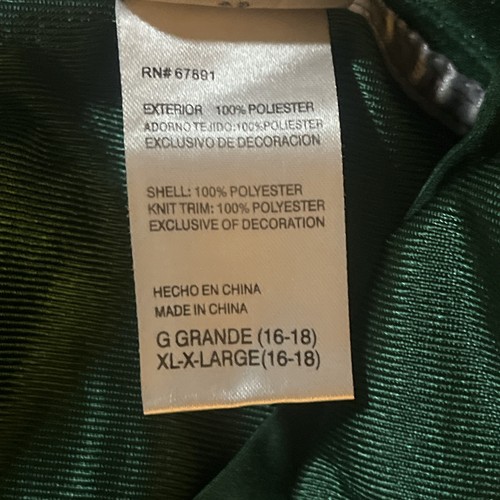 RN# 67891
EXTERIOR 100% POLIESTER
ADORNO TEJIDO:100%POLIESTER
EXCLUSIVO DE DECORACION
SHELL: 100% POLYESTER
KNIT TRIM: 100% POLYESTER
EXCLUSIVE OF DECORATION
HECHO EN CHINA
MADE IN CHINA
G GRANDE (16-18)
XL-X-LARGE(16-18)